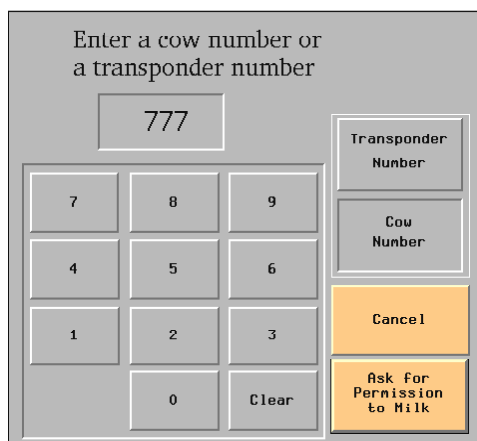 Enter a cow number or
a transponder number
777
Transponder
Number
7 8 9
Cow
Number
4 5 6
Cancel
1 2 3
Ask for
Permission
to Milk
0 Clear